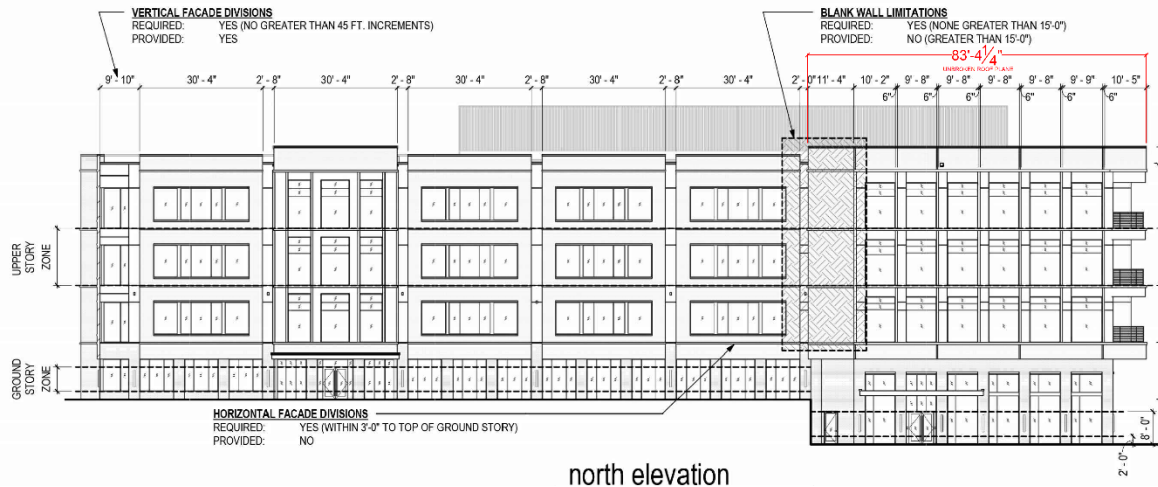 VERTICAL FACADE DIVISIONS
REQUIRED: YES (NO GREATER THAN 45 FT. INCREMENTS)
PROVIDED: YES
BLANK WALL LIMITATIONS
REQUIRED: YES (NONE GREATER THAN 15'-0")
PROVIDED: NO (GREATER THAN 15'-0")
83'-4 1/4"
UNBROKEN ROOF PLANE
9' - 10" 30' - 4" 2' - 8" 30' - 4" 2' - 8" 30' - 4" 2' - 8" 30' - 4" 2' - 8" 30' - 4" 2' - 0" 11' - 4" 10' - 2" 9' - 8" 9' - 8" 9' - 8" 9' - 9" 10' - 5"
6" 6" 6" 6" 6" 6"
UPPER
STORY
ZONE
GROUND
STORY
ZONE
HORIZONTAL FACADE DIVISIONS
REQUIRED: YES (WITHIN 3'-0" TO TOP OF GROUND STORY)
PROVIDED: NO
8' - 0"
2' - 0"
north elevation